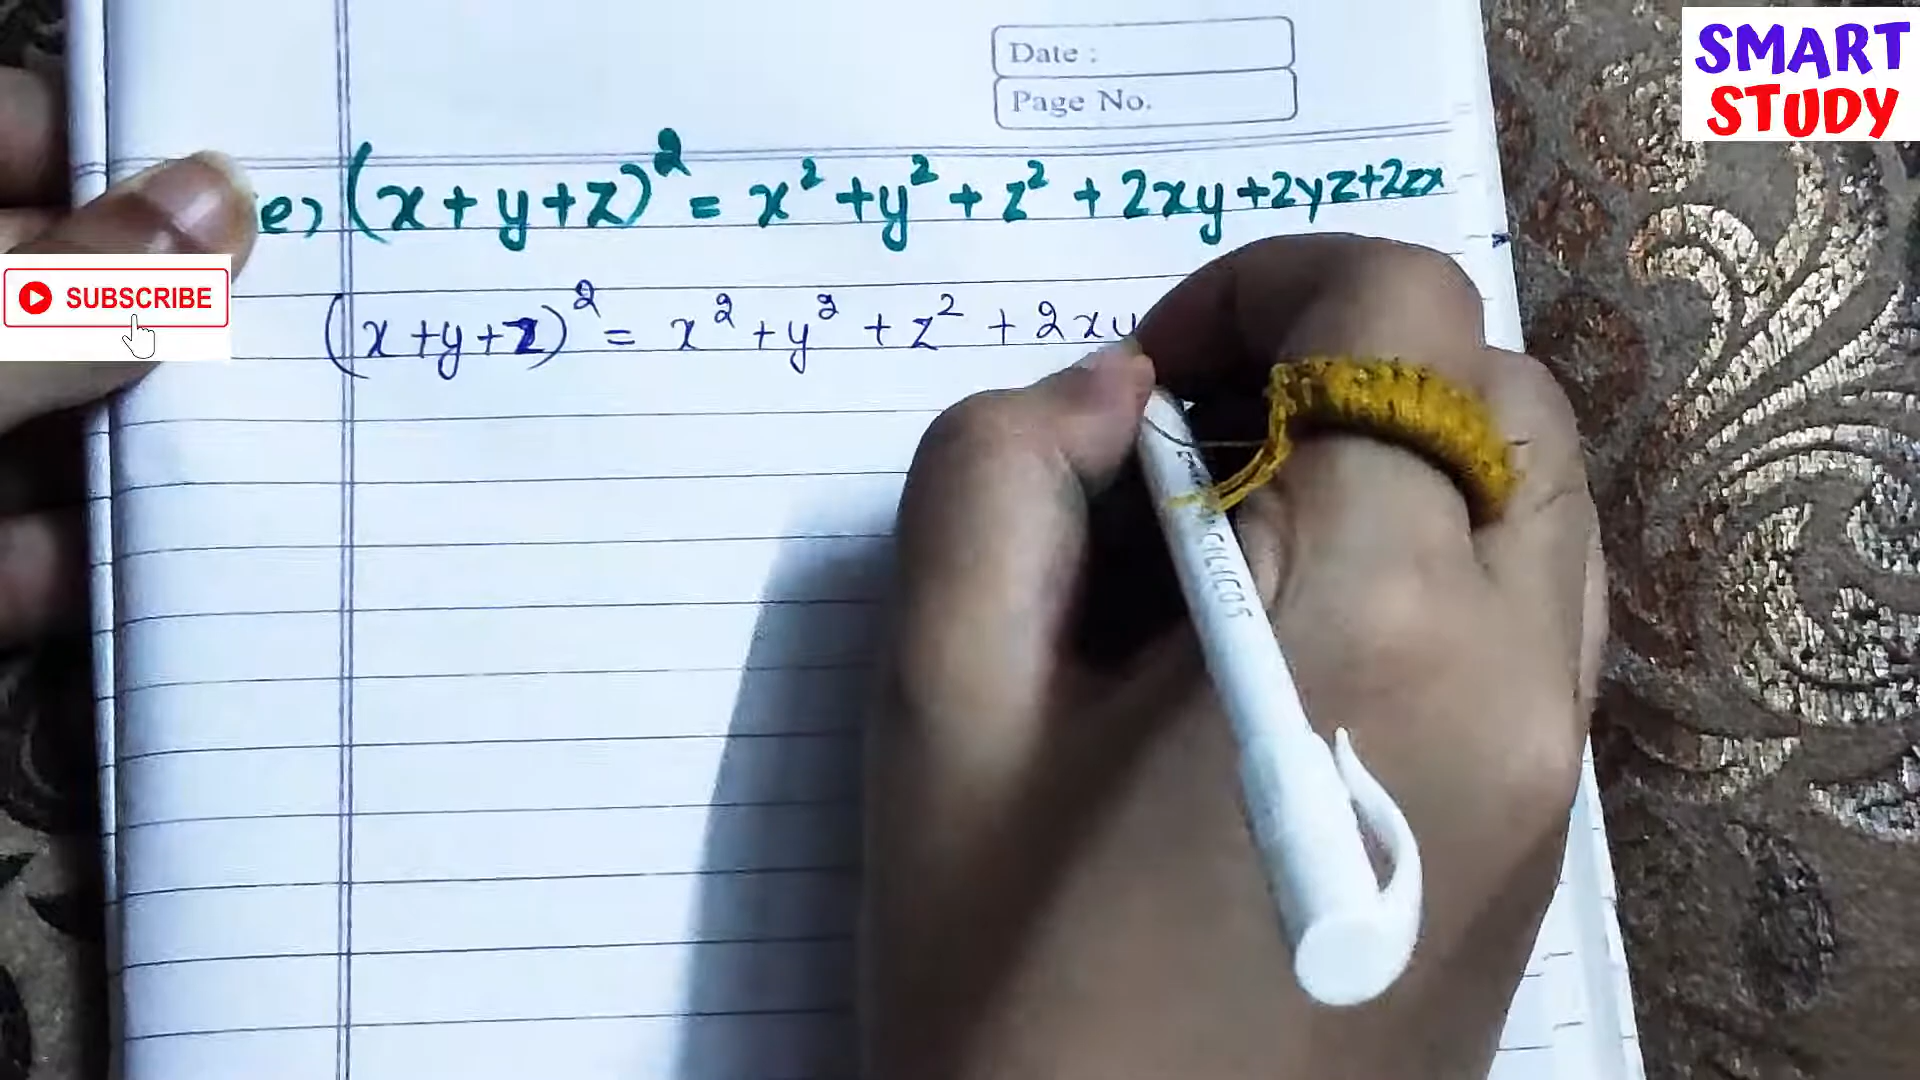 SMART
STUDY
Date :
Page No.
e) (x+y+z)² = x² + y² + z² + 2xy + 2yz + 2zx
SUBSCRIBE
(x+y+z)² = x² + y² + z² + 2xy